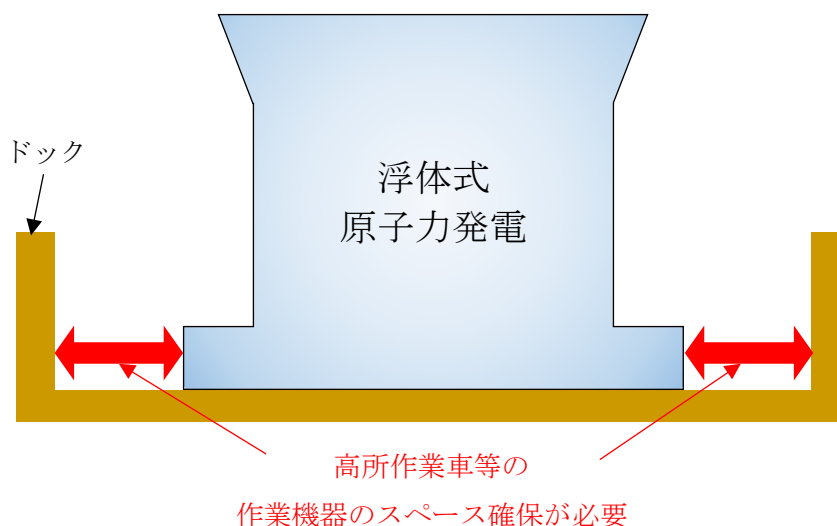 ドック
浮体式
原子力発電
高所作業車等の
作業機器のスペース確保が必要